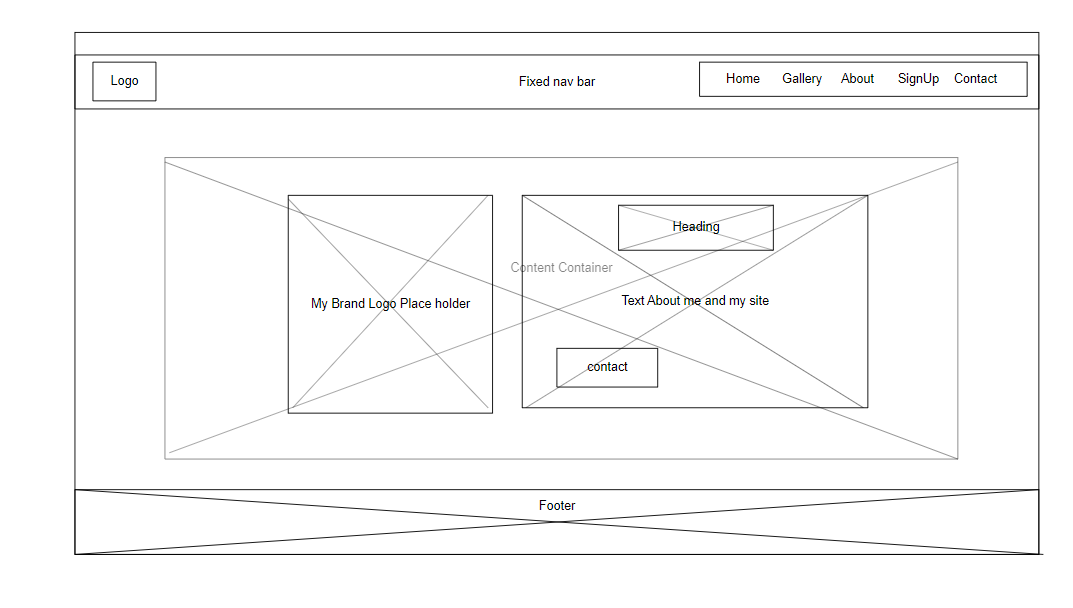 Logo
Fixed nav bar
Home Gallery About SignUp Contact
Heading
Content Container
My Brand Logo Place holder
Text About me and my site
contact
Footer